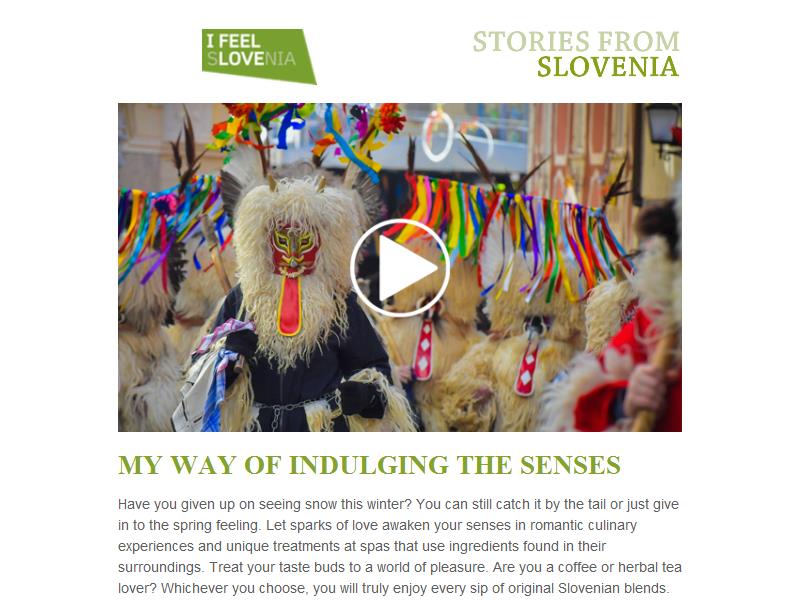 I FEEL
SLOVENIA
STORIES FROM
SLOVENIA
MY WAY OF INDULGING THE SENSES
Have you given up on seeing snow this winter? You can still catch it by the tail or just give
in to the spring feeling. Let sparks of love awaken your senses in romantic culinary
experiences and unique treatments at spas that use ingredients found in their
surroundings. Treat your taste buds to a world of pleasure. Are you a coffee or herbal tea
lover? Whichever you choose, you will truly enjoy every sip of original Slovenian blends.